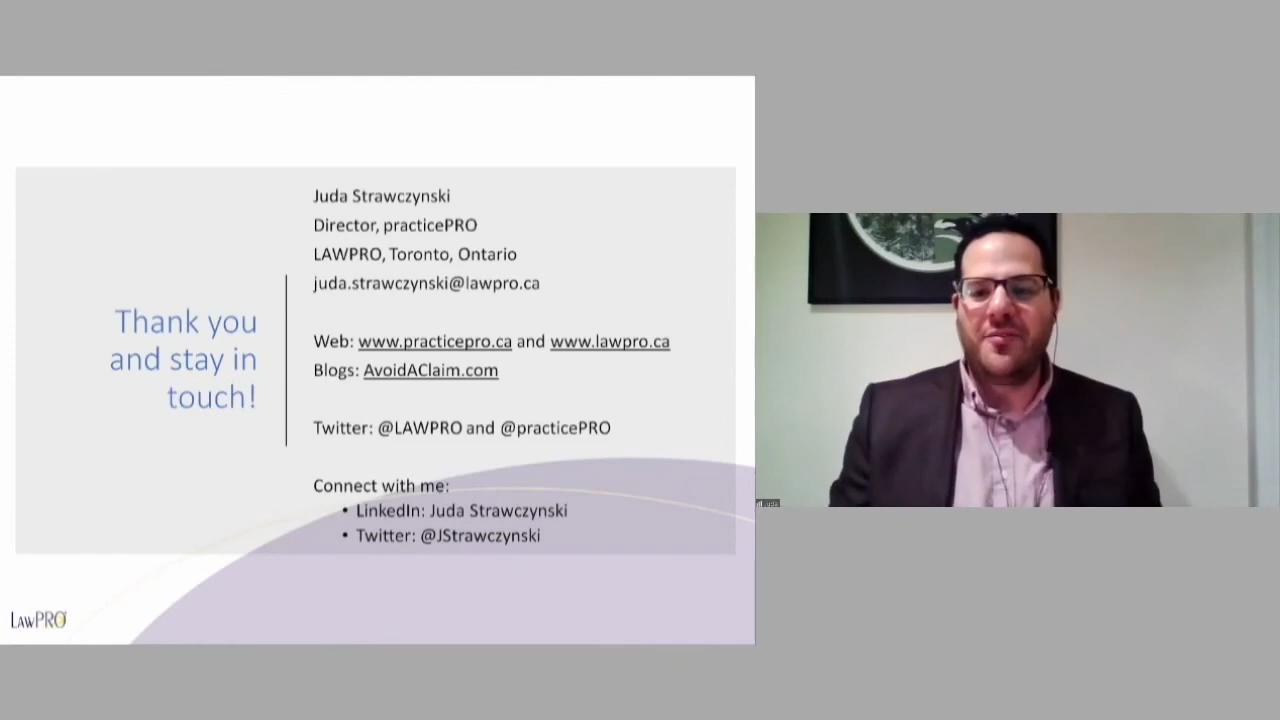 Thank you
and stay in
touch!
Juda Strawczynski
Director, practicePRO
LAWPRO, Toronto, Ontario
juda.strawczynski@lawpro.ca
Web: www.practicepro.ca and www.lawpro.ca
Blogs: AvoidAClaim.com
Twitter: @LAWPRO and @practicePRO
Connect with me:
• LinkedIn: Juda Strawczynski
• Twitter: @JStrawczynski
LAWPRO